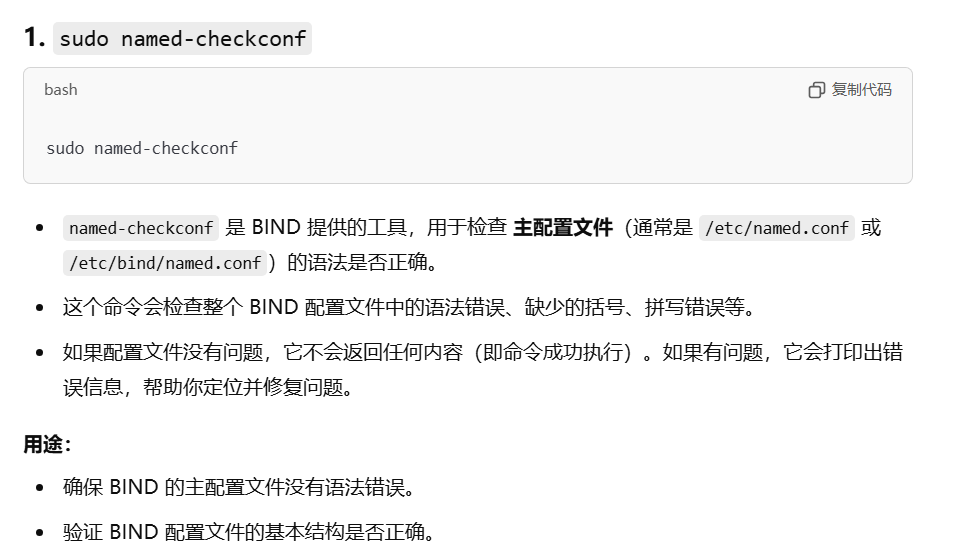 1. sudo named-checkconf
bash
复制代码
sudo named-checkconf
named-checkconf 是 BIND 提供的工具，用于检查 主配置文件（通常是 /etc/named.conf 或
/etc/bind/named.conf）的语法是否正确。
这个命令会检查整个 BIND 配置文件中的语法错误、缺少的括号、拼写错误等。
如果配置文件没有问题，它不会返回任何内容（即命令成功执行）。如果有问题，它会打印出错
误信息，帮助你定位并修复问题。
用途：
确保 BIND 的主配置文件没有语法错误。
验证 BIND 配置文件的基本结构是否正确。